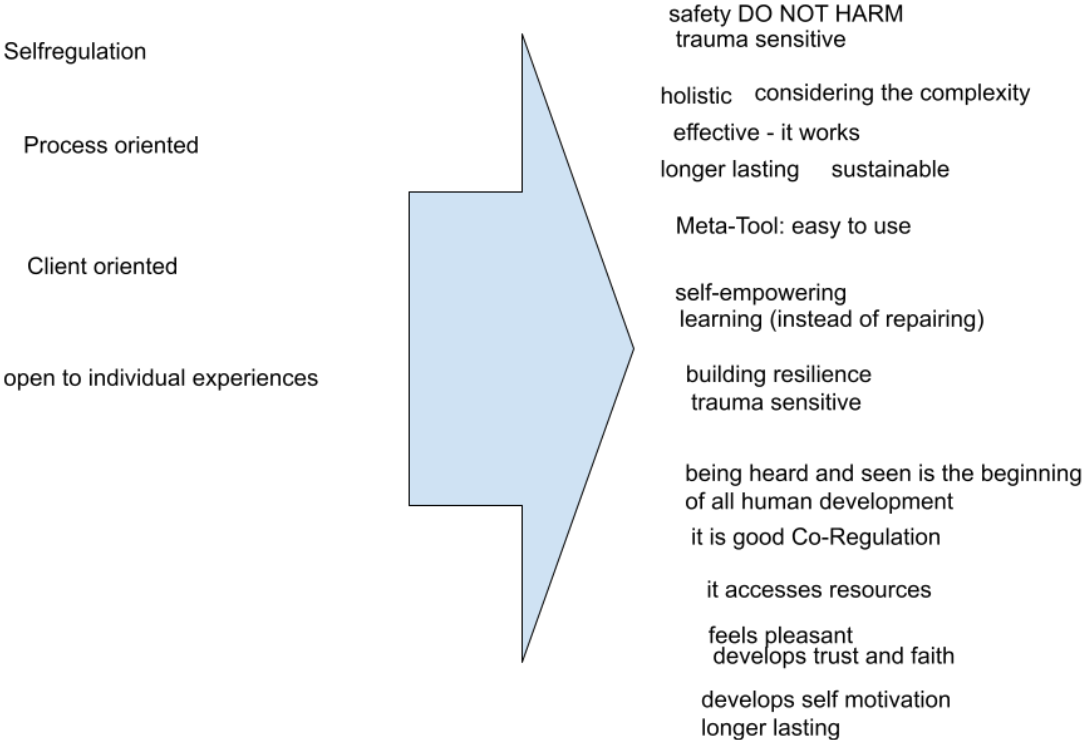 Selfregulation
Process oriented
Client oriented
open to individual experiences
safety DO NOT HARM
trauma sensitive
holistic considering the complexity
effective - it works
longer lasting sustainable
Meta-Tool: easy to use
self-empowering
learning (instead of repairing)
building resilience
trauma sensitive
being heard and seen is the beginning
of all human development
it is good Co-Regulation
it accesses resources
feels pleasant
develops trust and faith
develops self motivation
longer lasting